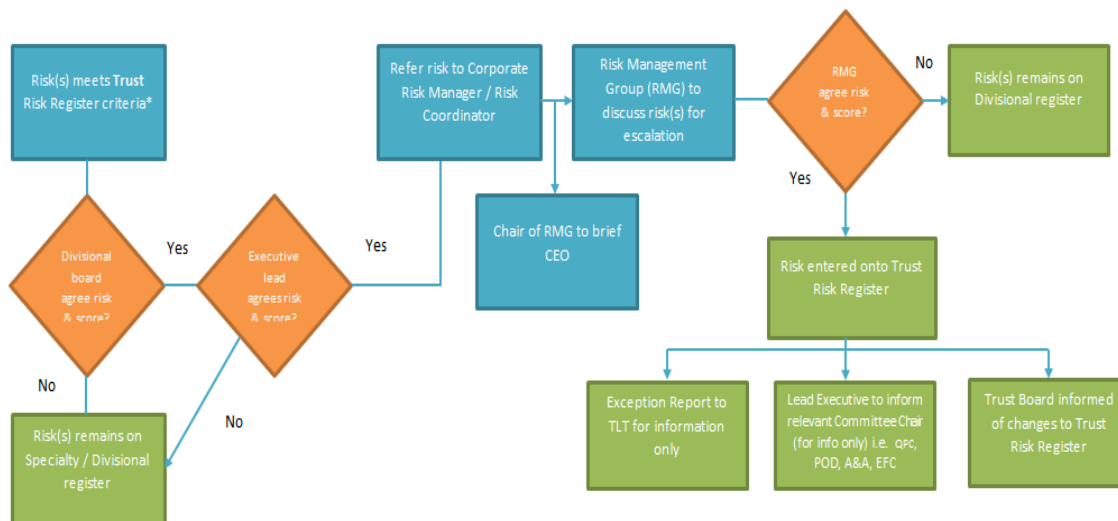 Risk(s) meets Trust
Risk Register criteria*
Divisional
board
agree risk
& score?
Yes
No
Risk(s) remains on
Specialty / Divisional
register
Executive
lead
agrees risk
& score?
Yes
No
Refer risk to Corporate
Risk Manager / Risk
Coordinator
Chair of RMG to brief
CEO
Risk Management
Group (RMG) to
discuss risk(s) for
escalation
RMG
agree risk
& score?
No
Risk(s) remains on
Divisional register
Yes
Risk entered onto Trust
Risk Register
Exception Report to
TLT for information
only
Lead Executive to inform
relevant Committee Chair
(for info only) i.e. QPC,
POD, A&A, EFC
Trust Board informed
of changes to Trust
Risk Register